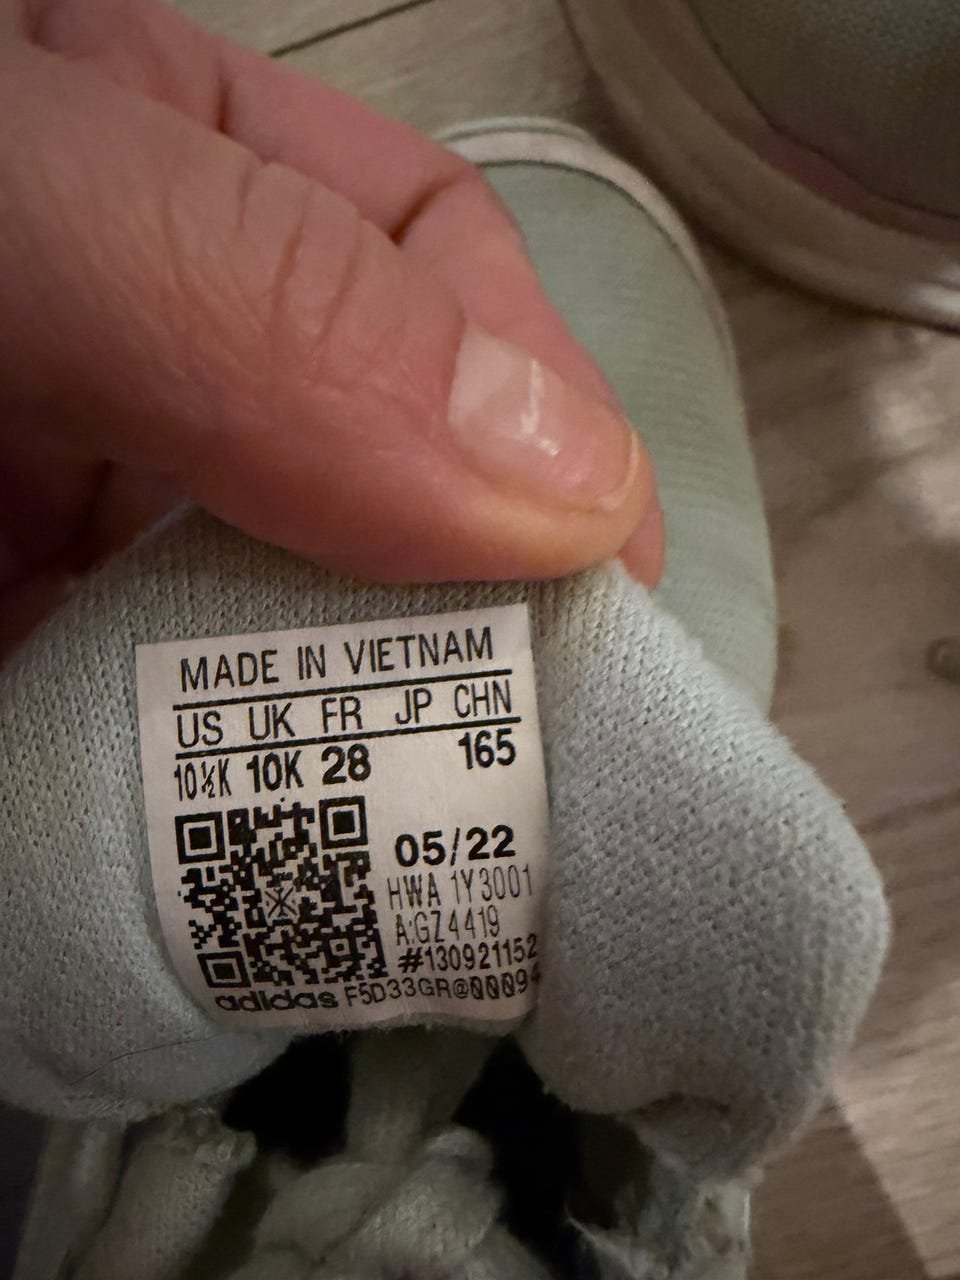 MADE IN VIETNAM
US UK FR JP CHN
10½K 10K 28 165
05/22
HWA 1Y3001
A:GZ4419
#130921152
adidas F5D33GR@0009